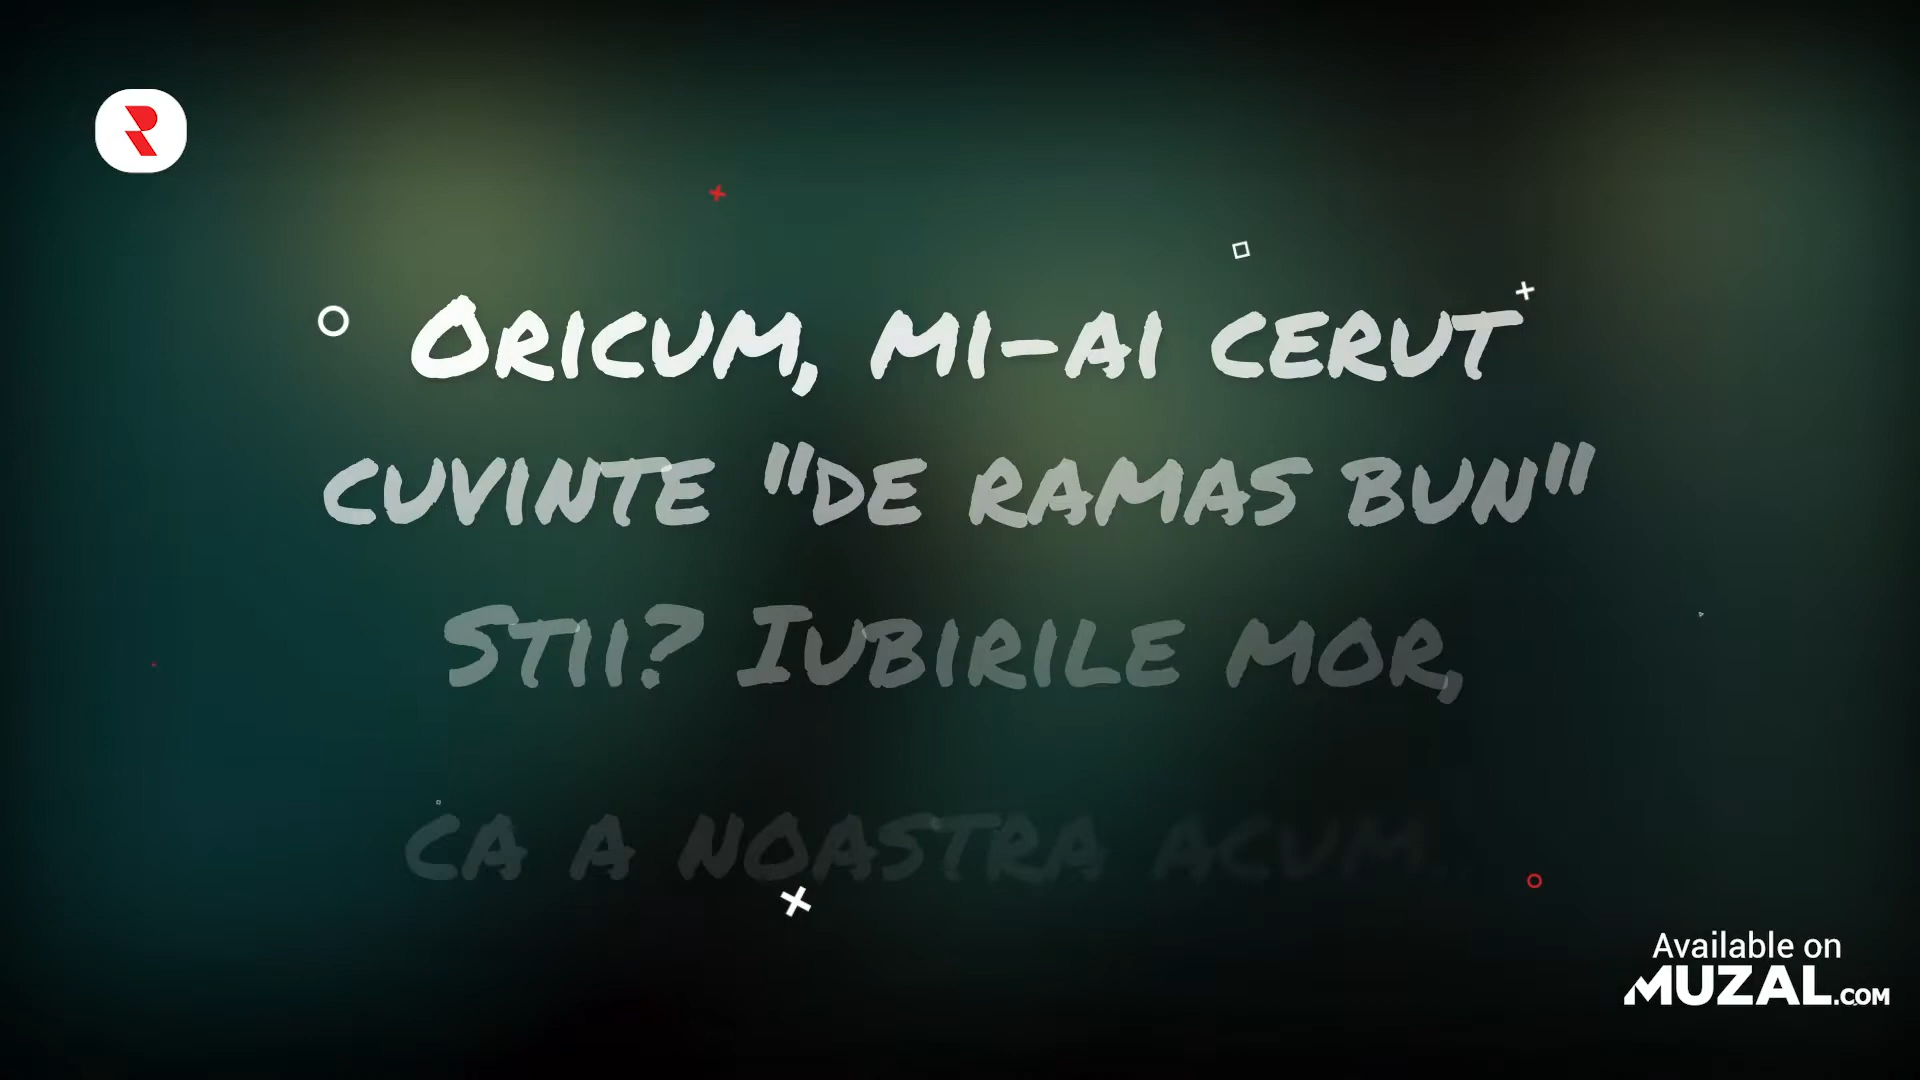 Oricum, mi-ai cerut
cuvinte "de ramas bun"
Stii? Iubirile mor,
ca a noastra acum..
Available on
MUZAL.COM